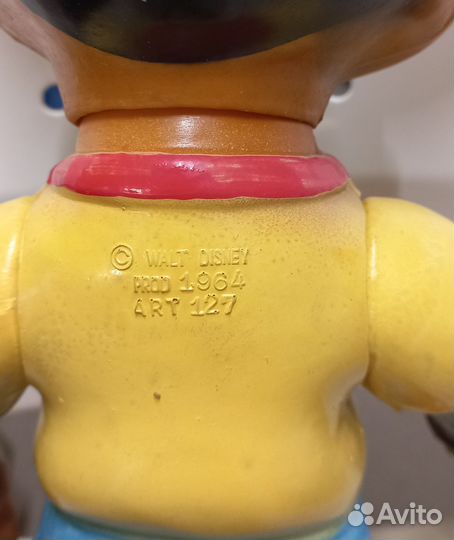 © WALT DISNEY
PROD 1964
ART 127
Avito